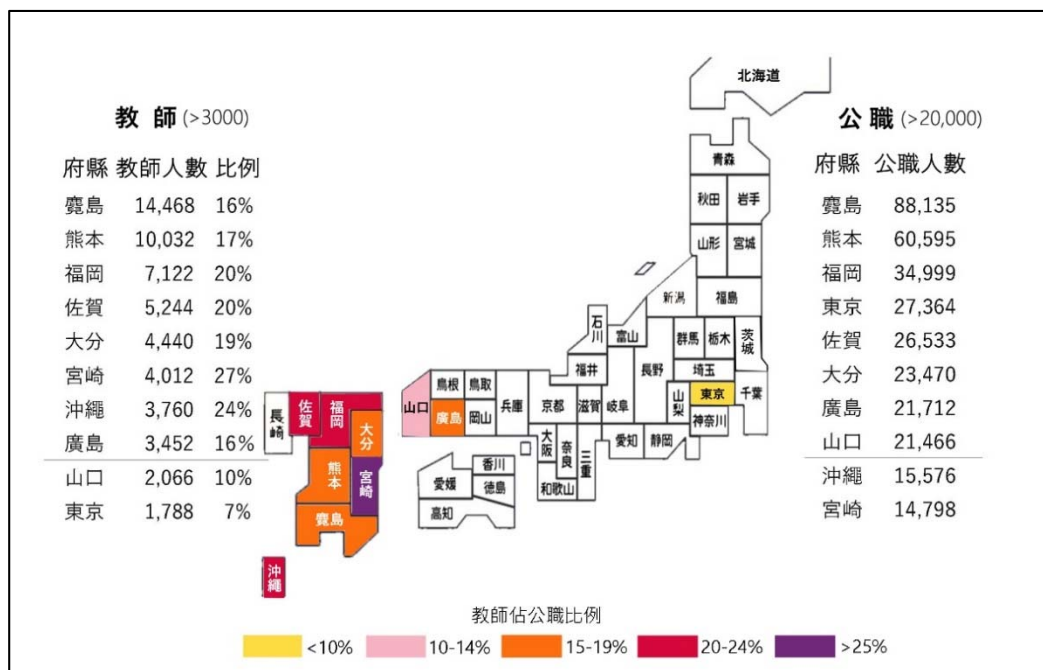 教師 (>3000)
府縣 教師人數 比例
鹿兒島 14,468 16%
熊本 10,032 17%
福岡 7,122 20%
佐賀 5,244 20%
大分 4,440 19%
宮崎 4,012 27%
沖繩 3,760 24%
廣島 3,452 16%
山口 2,066 10%
東京 1,788 7%
公職 (>20,000)
府縣 公職人數
鹿兒島 88,135
熊本 60,595
福岡 34,999
東京 27,364
佐賀 26,533
大分 23,470
廣島 21,712
山口 21,466
沖繩 15,576
宮崎 14,798
北海道
青森
秋田
岩手
山形
宮城
新潟
福島
石川
富山
群馬
栃木
茨城
福井
長野
埼玉
山梨
東京
千葉
神奈川
鳥根
鳥取
兵庫
京都
滋賀
岐阜
山口
廣島
岡山
大阪
奈良
三重
愛知
静岡
和歌山
香川
愛媛
徳島
高知
長崎
佐賀
福岡
大分
熊本
宮崎
鹿兒島
沖繩
教師佔公職比例
<10%
10-14%
15-19%
20-24%
>25%